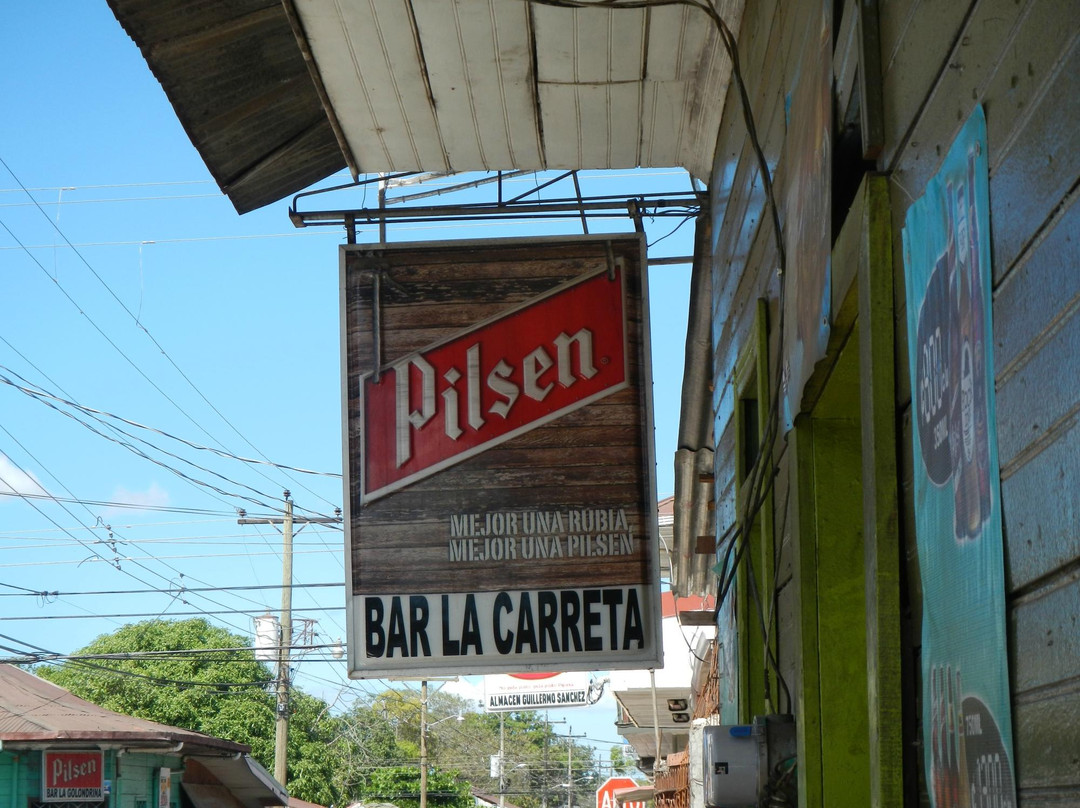 Pilsen
MEJOR UNA RUBIA,
MEJOR UNA PILSEN
BAR LA CARRETA
ALMACEN GUILLERMO SANCHEZ
Pilsen
BAR LA GOLONDRINA